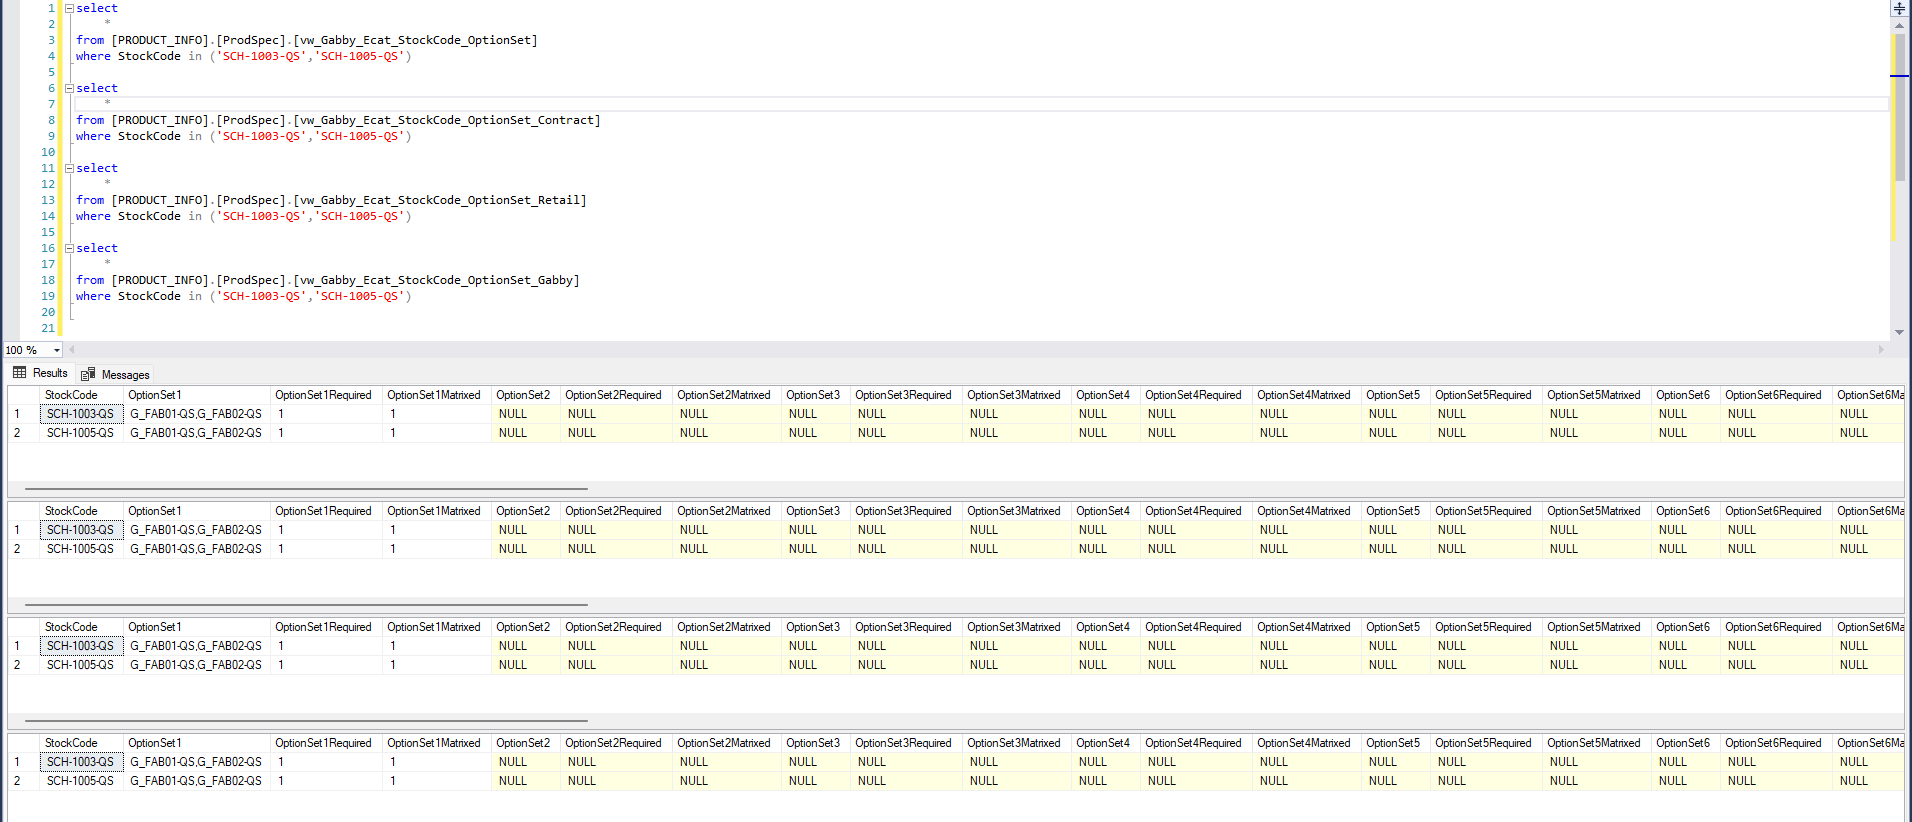 1 select
2 *
3 from [PRODUCT_INFO].[ProdSpec].[vw_Gabby_Ecat_StockCode_OptionSet]
4 where StockCode in ('SCH-1003-QS','SCH-1005-QS')
5
6 select
7 *
8 from [PRODUCT_INFO].[ProdSpec].[vw_Gabby_Ecat_StockCode_OptionSet_Contract]
9 where StockCode in ('SCH-1003-QS','SCH-1005-QS')
10
11 select
12 *
13 from [PRODUCT_INFO].[ProdSpec].[vw_Gabby_Ecat_StockCode_OptionSet_Retail]
14 where StockCode in ('SCH-1003-QS','SCH-1005-QS')
15
16 select
17 *
18 from [PRODUCT_INFO].[ProdSpec].[vw_Gabby_Ecat_StockCode_OptionSet_Gabby]
19 where StockCode in ('SCH-1003-QS','SCH-1005-QS')
20
21
100 %
Results Messages
StockCode OptionSet1 OptionSet1Required OptionSet1Matrixed OptionSet2 OptionSet2Required OptionSet2Matrixed OptionSet3 OptionSet3Required OptionSet3Matrixed OptionSet4 OptionSet4Required OptionSet4Matrixed OptionSet5 OptionSet5Required OptionSet5Matrixed OptionSet6 OptionSet6Required OptionSet6Ma
1 SCH-1003-QS G_FAB01-QS,G_FAB02-QS 1 1 NULL NULL NULL NULL NULL NULL NULL NULL NULL NULL NULL NULL NULL NULL NULL
2 SCH-1005-QS G_FAB01-QS,G_FAB02-QS 1 1 NULL NULL NULL NULL NULL NULL NULL NULL NULL NULL NULL NULL NULL NULL NULL
StockCode OptionSet1 OptionSet1Required OptionSet1Matrixed OptionSet2 OptionSet2Required OptionSet2Matrixed OptionSet3 OptionSet3Required OptionSet3Matrixed OptionSet4 OptionSet4Required OptionSet4Matrixed OptionSet5 OptionSet5Required OptionSet5Matrixed OptionSet6 OptionSet6Required OptionSet6Ma
1 SCH-1003-QS G_FAB01-QS,G_FAB02-QS 1 1 NULL NULL NULL NULL NULL NULL NULL NULL NULL NULL NULL NULL NULL NULL NULL
2 SCH-1005-QS G_FAB01-QS,G_FAB02-QS 1 1 NULL NULL NULL NULL NULL NULL NULL NULL NULL NULL NULL NULL NULL NULL NULL
StockCode OptionSet1 OptionSet1Required OptionSet1Matrixed OptionSet2 OptionSet2Required OptionSet2Matrixed OptionSet3 OptionSet3Required OptionSet3Matrixed OptionSet4 OptionSet4Required OptionSet4Matrixed OptionSet5 OptionSet5Required OptionSet5Matrixed OptionSet6 OptionSet6Required OptionSet6Ma
1 SCH-1003-QS G_FAB01-QS,G_FAB02-QS 1 1 NULL NULL NULL NULL NULL NULL NULL NULL NULL NULL NULL NULL NULL NULL NULL
2 SCH-1005-QS G_FAB01-QS,G_FAB02-QS 1 1 NULL NULL NULL NULL NULL NULL NULL NULL NULL NULL NULL NULL NULL NULL NULL
StockCode OptionSet1 OptionSet1Required OptionSet1Matrixed OptionSet2 OptionSet2Required OptionSet2Matrixed OptionSet3 OptionSet3Required OptionSet3Matrixed OptionSet4 OptionSet4Required OptionSet4Matrixed OptionSet5 OptionSet5Required OptionSet5Matrixed OptionSet6 OptionSet6Required OptionSet6Ma
1 SCH-1003-QS G_FAB01-QS,G_FAB02-QS 1 1 NULL NULL NULL NULL NULL NULL NULL NULL NULL NULL NULL NULL NULL NULL NULL
2 SCH-1005-QS G_FAB01-QS,G_FAB02-QS 1 1 NULL NULL NULL NULL NULL NULL NULL NULL NULL NULL NULL NULL NULL NULL NULL